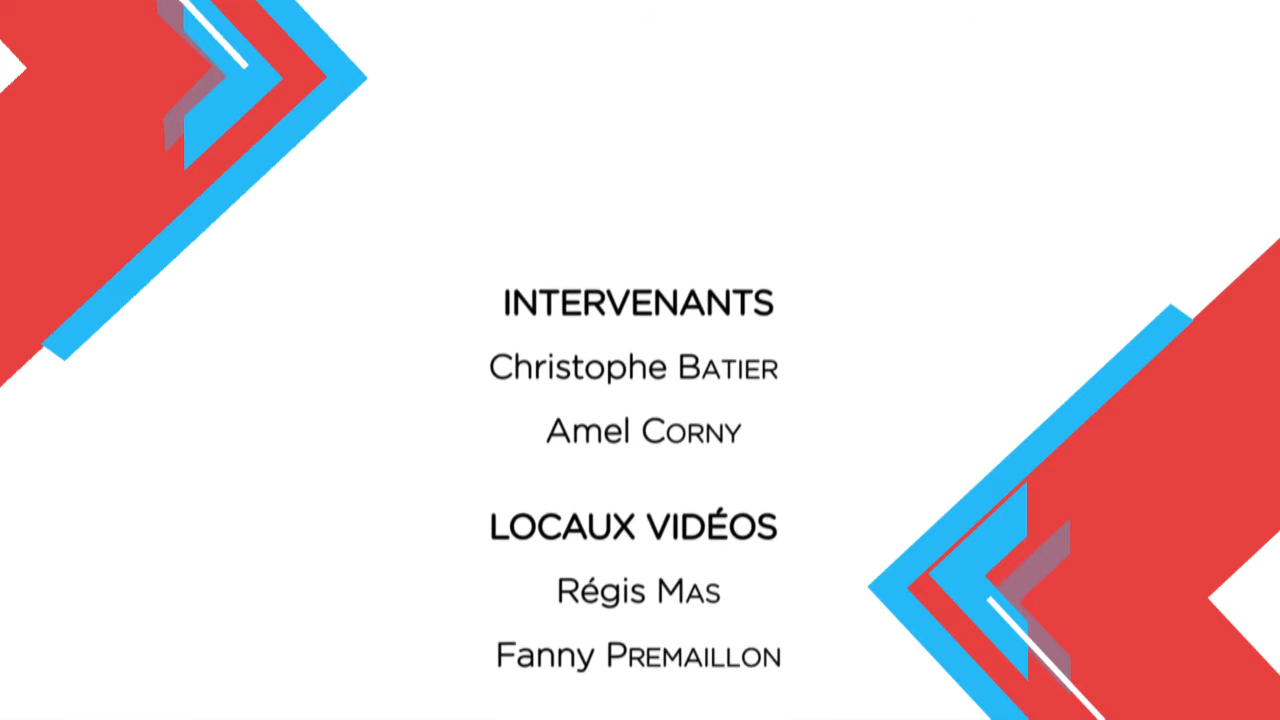 INTERVENANTS
Christophe BATIER
Amel CORNY
LOCAUX VIDÉOS
Régis MAS
Fanny PREMAILLON